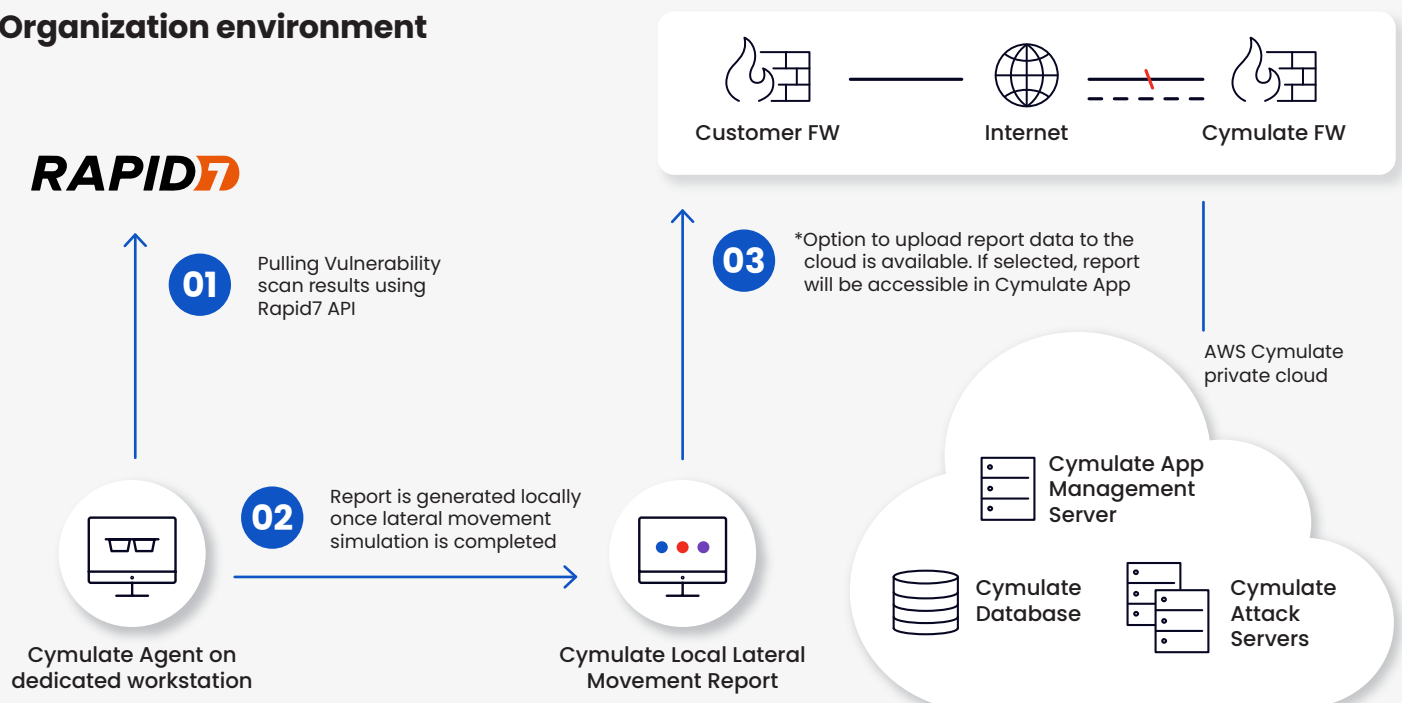 Organization environment
Customer FW
Internet
Cymulate FW
RAPID7
01
Pulling Vulnerability
scan results using
Rapid7 API
03
*Option to upload report data to the
cloud is available. If selected, report
will be accessible in Cymulate App
AWS Cymulate
private cloud
02
Report is generated locally
once lateral movement
simulation is completed
Cymulate App
Management
Server
Cymulate
Database
Cymulate
Attack
Servers
Cymulate Agent on
dedicated workstation
Cymulate Local Lateral
Movement Report